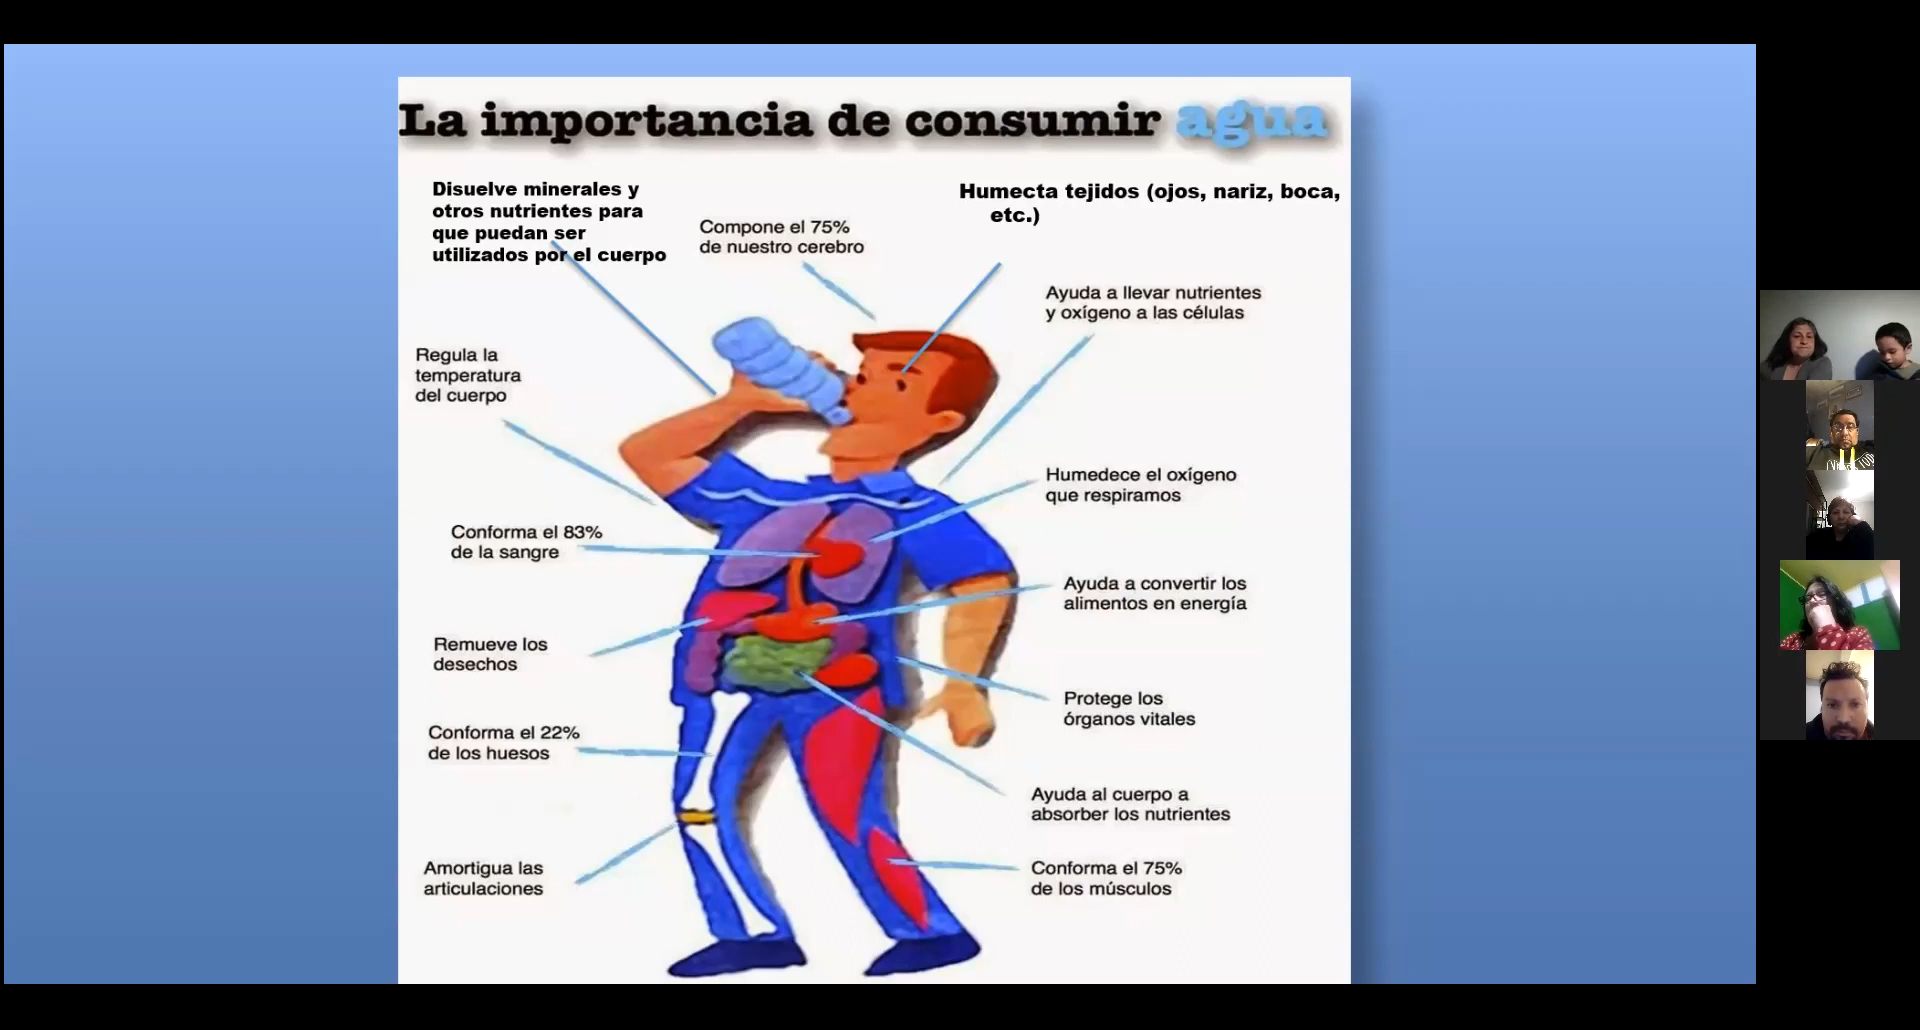 La importancia de consumir agua
Disuelve minerales y
otros nutrientes para
que puedan ser
utilizados por el cuerpo
Compone el 75%
de nuestro cerebro
Humecta tejidos (ojos, nariz, boca,
etc.)
Ayuda a llevar nutrientes
y oxígeno a las células
Regula la
temperatura
del cuerpo
Humedece el oxígeno
que respiramos
Conforma el 83%
de la sangre
Ayuda a convertir los
alimentos en energía
Remueve los
desechos
Protege los
órganos vitales
Conforma el 22%
de los huesos
Ayuda al cuerpo a
absorber los nutrientes
Amortigua las
articulaciones
Conforma el 75%
de los músculos